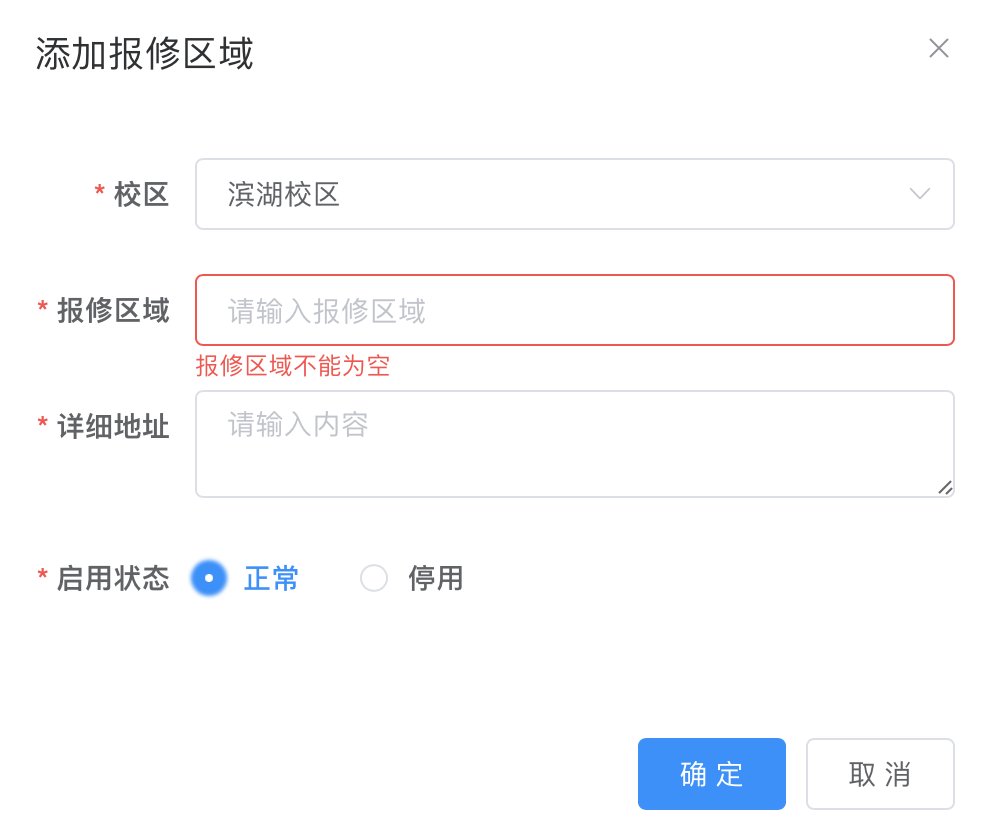 添加报修区域
* 校区 滨湖校区
* 报修区域 请输入报修区域
报修区域不能为空
* 详细地址 请输入内容
* 启用状态 正常 停用
确 定 取 消